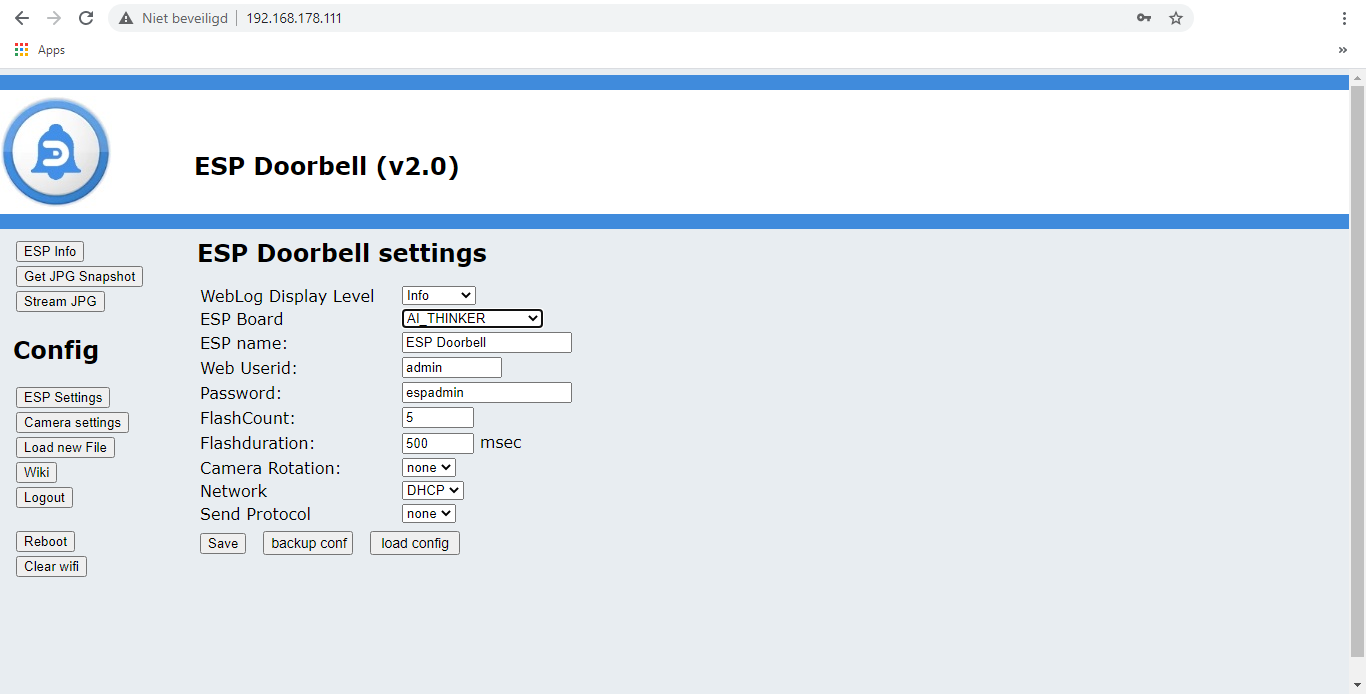 Niet beveiligd | 192.168.178.111
Apps
»
ESP Doorbell (v2.0)
ESP Info
Get JPG Snapshot
Stream JPG
Config
ESP Settings
Camera settings
Load new File
Wiki
Logout
Reboot
Clear wifi
ESP Doorbell settings
WebLog Display Level Info
ESP Board AI_THINKER
ESP name: ESP Doorbell
Web Userid: admin
Password: espadmin
FlashCount: 5
Flashduration: 500 msec
Camera Rotation: none
Network DHCP
Send Protocol none
Save backup conf load config